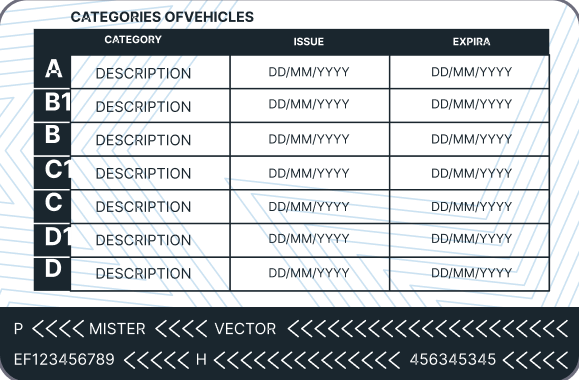 CATEGORIES OFVEHICLES
CATEGORY ISSUE EXPIRA
A DESCRIPTION DD/MM/YYYY DD/MM/YYYY
B1 DESCRIPTION DD/MM/YYYY DD/MM/YYYY
B DESCRIPTION DD/MM/YYYY DD/MM/YYYY
C1 DESCRIPTION DD/MM/YYYY DD/MM/YYYY
C DESCRIPTION DD/MM/YYYY DD/MM/YYYY
D1 DESCRIPTION DD/MM/YYYY DD/MM/YYYY
D DESCRIPTION DD/MM/YYYY DD/MM/YYYY
P <<<< MISTER <<<< VECTOR <<<<<<<<<<<<<<<<<<<<<
EF123456789 <<<<< H <<<<<<<<<<<<<<< 456345345 <<<<<